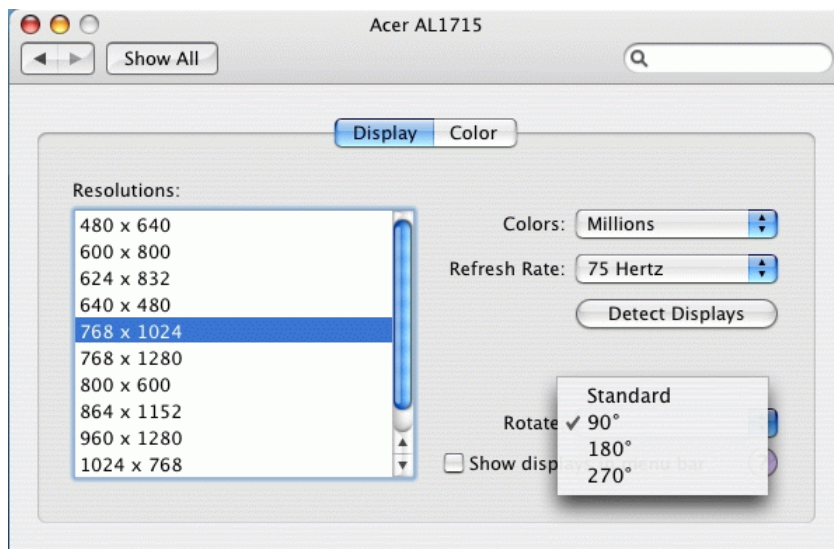 Acer AL1715
Show All
Display Color
Resolutions:
480 x 640
600 x 800
624 x 832
640 x 480
768 x 1024
768 x 1280
800 x 600
864 x 1152
960 x 1280
1024 x 768
Colors: Millions
Refresh Rate: 75 Hertz
Detect Displays
Rotate
Standard
✓ 90°
180°
270°
Show displays in menu bar ?